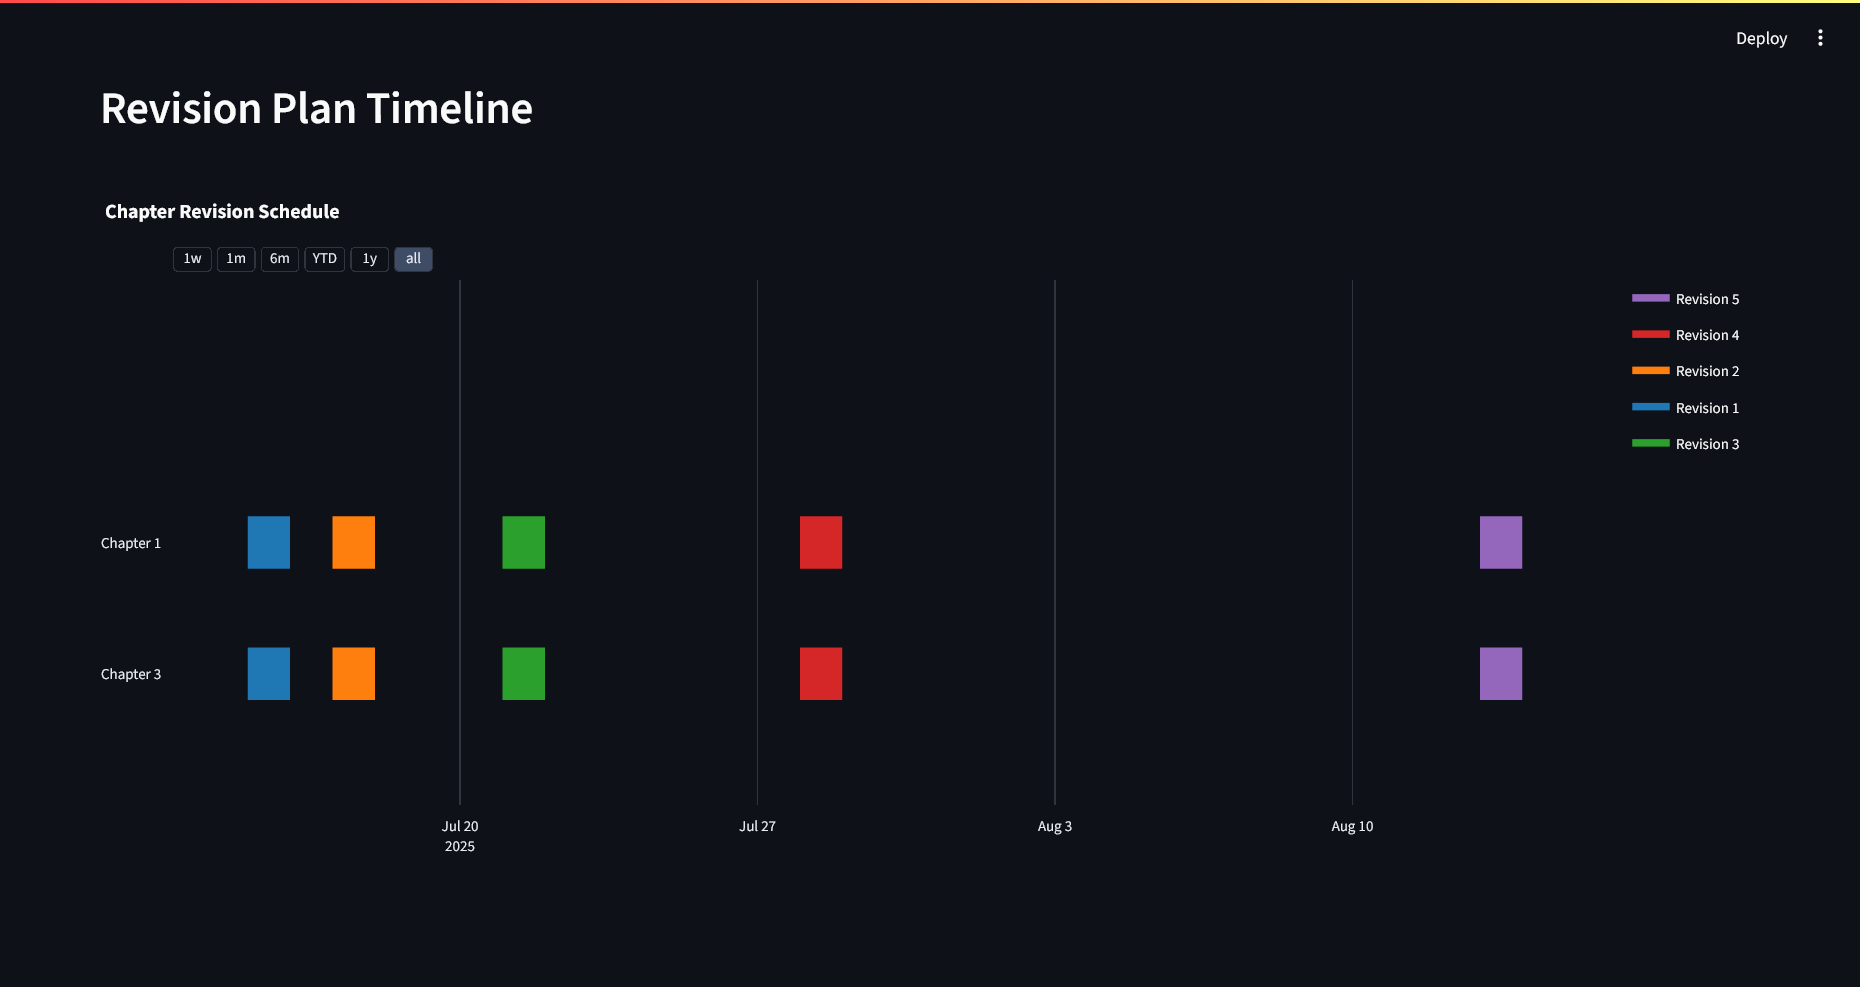 Deploy
Revision Plan Timeline
Chapter Revision Schedule
1w 1m 6m YTD 1y all
Revision 5
Revision 4
Revision 2
Revision 1
Revision 3
Chapter 1
Chapter 3
Jul 20 Jul 27 Aug 3 Aug 10
2025